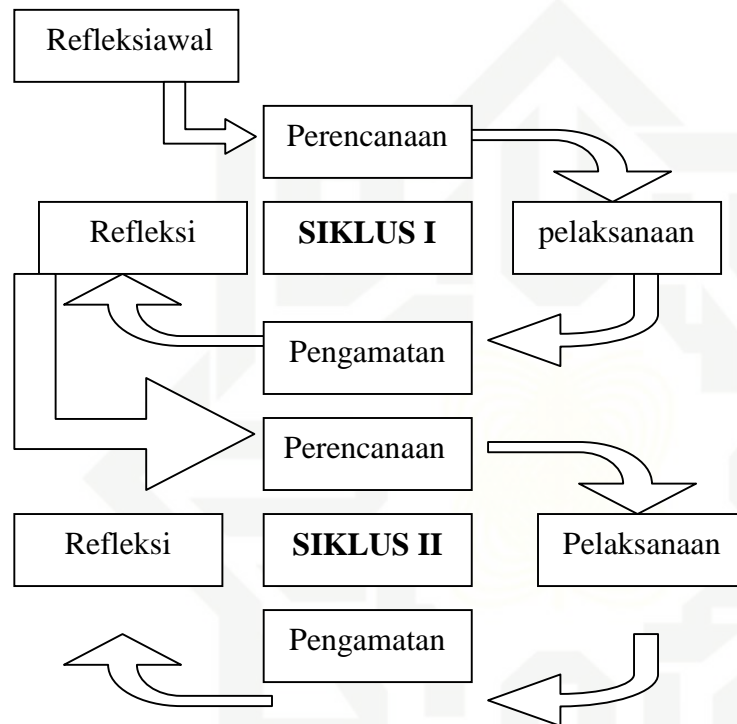 Refleksiawal
Perencanaan
Refleksi
SIKLUS I
pelaksanaan
Pengamatan
Perencanaan
Refleksi
SIKLUS II
Pelaksanaan
Pengamatan